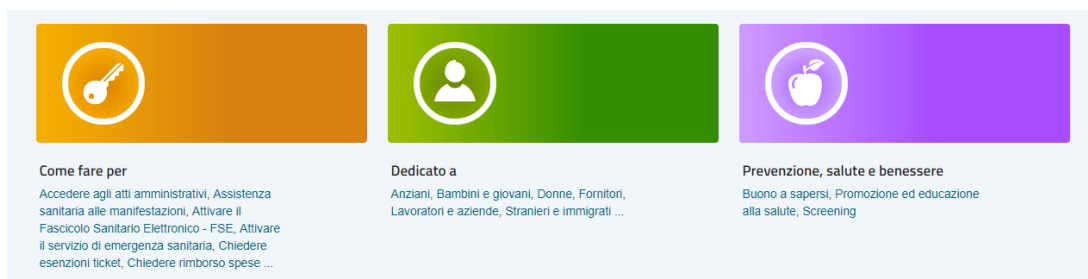 Come fare per
Accedere agli atti amministrativi, Assistenza
sanitaria alle manifestazioni, Attivare il
Fascicolo Sanitario Elettronico - FSE, Attivare
il servizio di emergenza sanitaria, Chiedere
esenzioni ticket, Chiedere rimborso spese ...
Dedicato a
Anziani, Bambini e giovani, Donne, Fornitori,
Lavoratori e aziende, Stranieri e immigrati ...
Prevenzione, salute e benessere
Buono a sapersi, Promozione ed educazione
alla salute, Screening